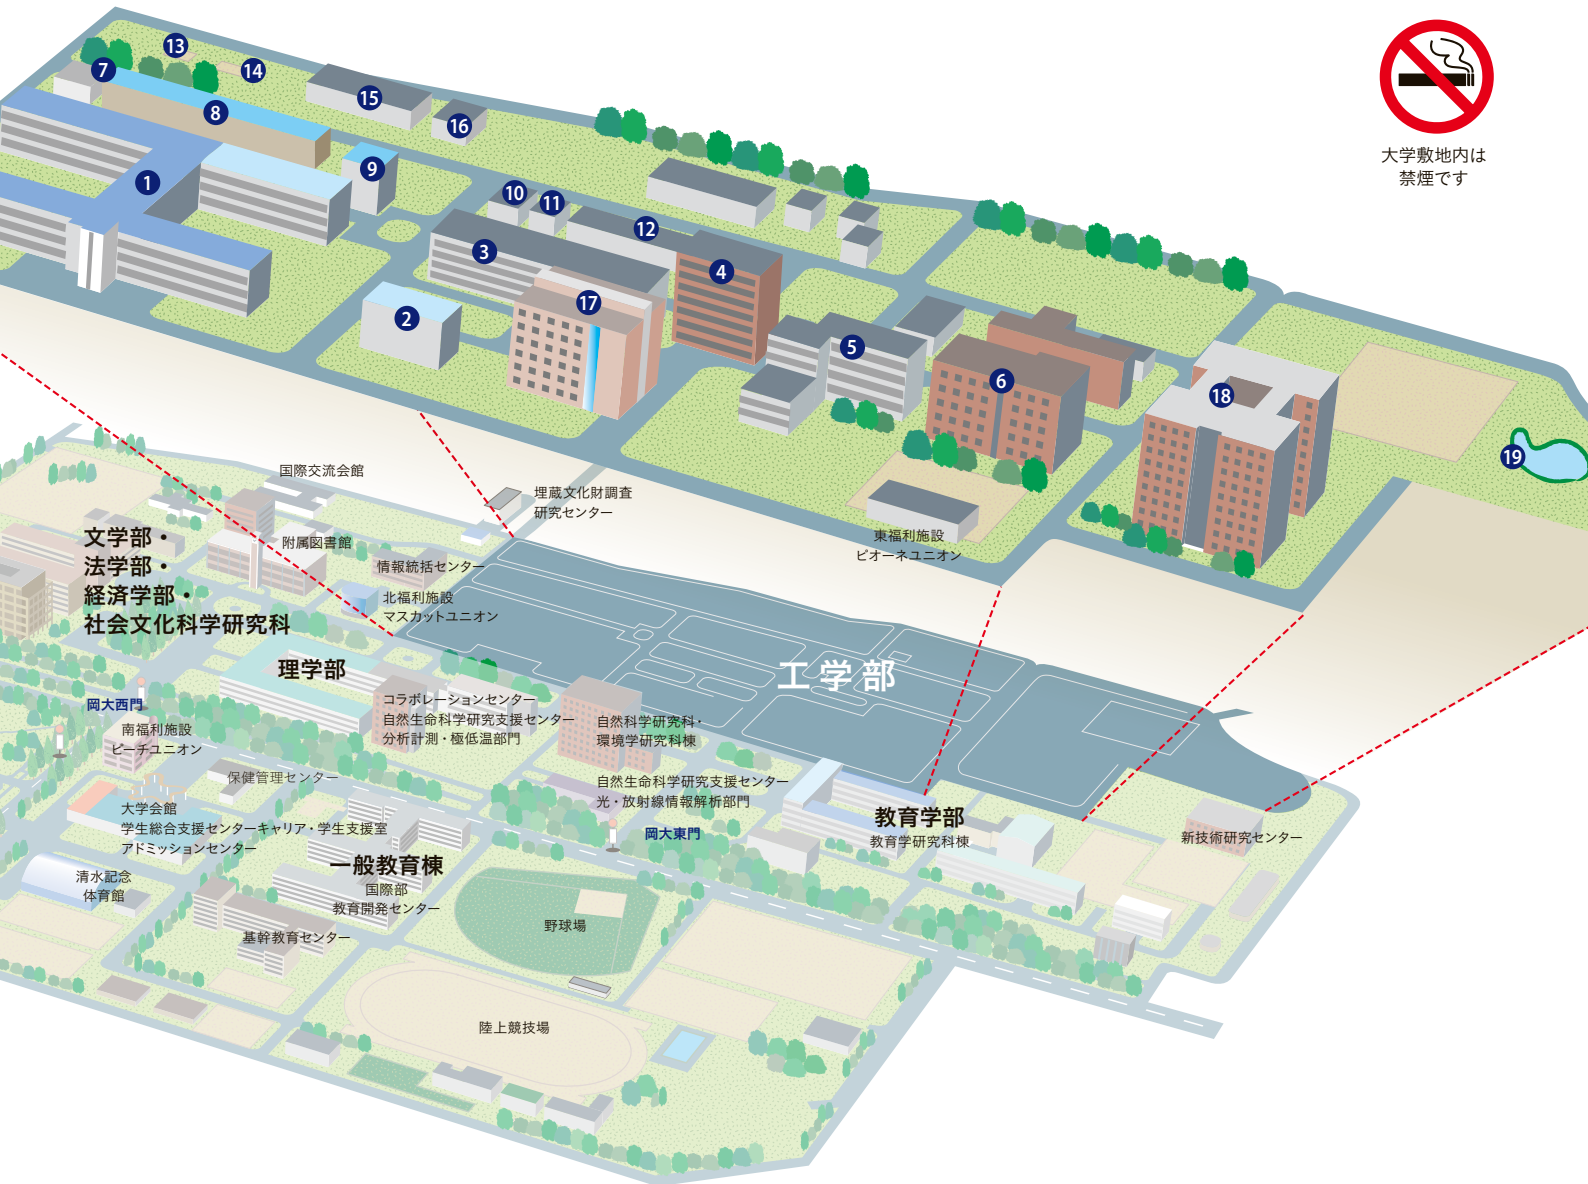 13
7
14
15
8
16
大学敷地内は
禁煙です
9
1
10
11
12
3
4
17
2
5
6
18
19
国際交流会館
埋蔵文化財調査
研究センター
東福利施設
ピオーネユニオン
文学部・
法学部・
経済学部・
社会文化科学研究科
附属図書館
情報統括センター
北福利施設
マスカットユニオン
理学部
工学部
岡大西門
コラボレーションセンター
自然生命科学研究支援センター
分析計測・極低温部門
南福利施設
ピーチユニオン
自然科学研究科・
環境学研究科棟
保健管理センター
自然生命科学研究支援センター
光・放射線情報解析部門
大学会館
学生総合支援センターキャリア・学生支援室
アドミッションセンター
岡大東門
教育学部
教育学研究科棟
新技術研究センター
一般教育棟
国際部
教育開発センター
清水記念
体育館
基幹教育センター
野球場
陸上競技場